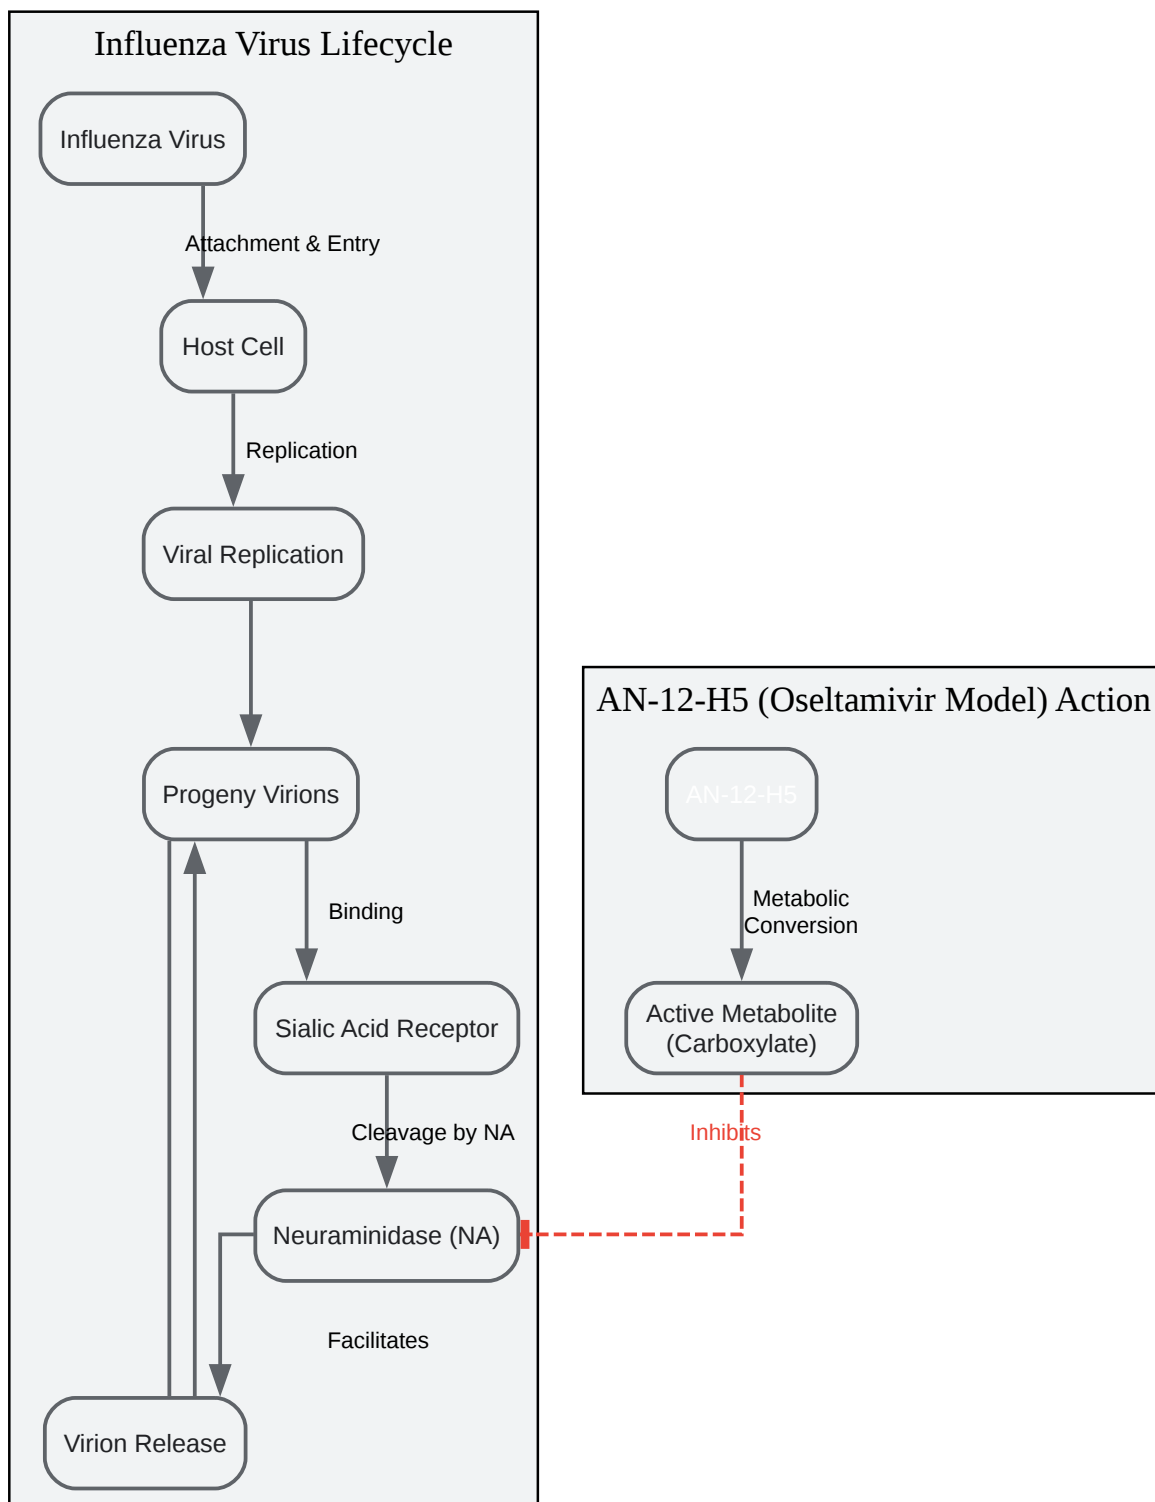 Influenza Virus Lifecycle
Influenza Virus
Attachment & Entry
Host Cell
Replication
Viral Replication
Progeny Virions
Binding
Sialic Acid Receptor
Cleavage by NA
Neuraminidase (NA)
Facilitates
Virion Release
AN-12-H5 (Oseltamivir Model) Action
AN-12-H5
Metabolic
Conversion
Active Metabolite
(Carboxylate)
Inhibits